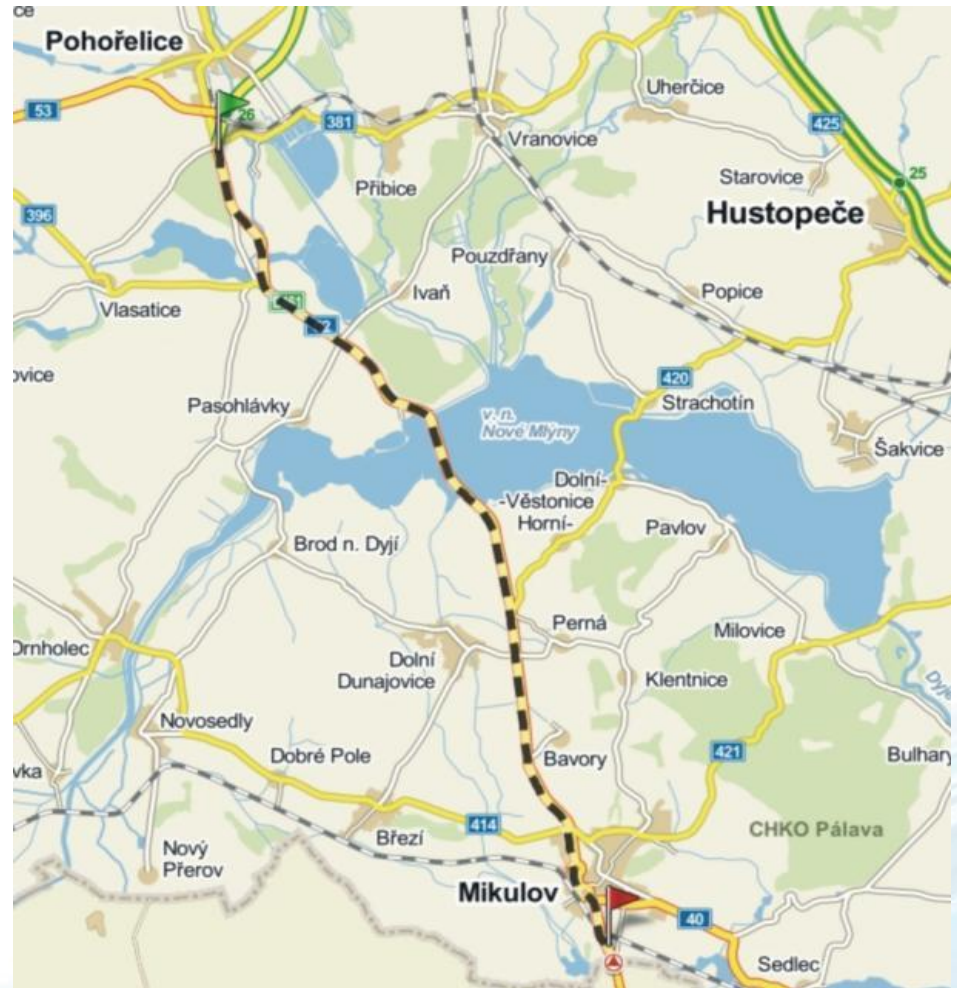 ce
Pohořelice
53
26
381
Uherčice
Vranovice
425
25
Starovice
Přibice
Hustopeče
396
Pouzdřany
Ivaň
Popice
Vlasatice
ovice
420
Strachotín
Pasohlávky
v. n.
Nové Mlýny
Šakvice
Dolní-
-Věstonice
Horní-
Pavlov
Brod n. Dyjí
Perná
Milovice
Drnholec
Dolní
Dunajovice
Klentnice
Dyje
Novosedly
Dobré Pole
Bavory
421
Bulhary
vka
414
Březí
CHKO Pálava
Nový
Přerov
Mikulov
40
Sedlec